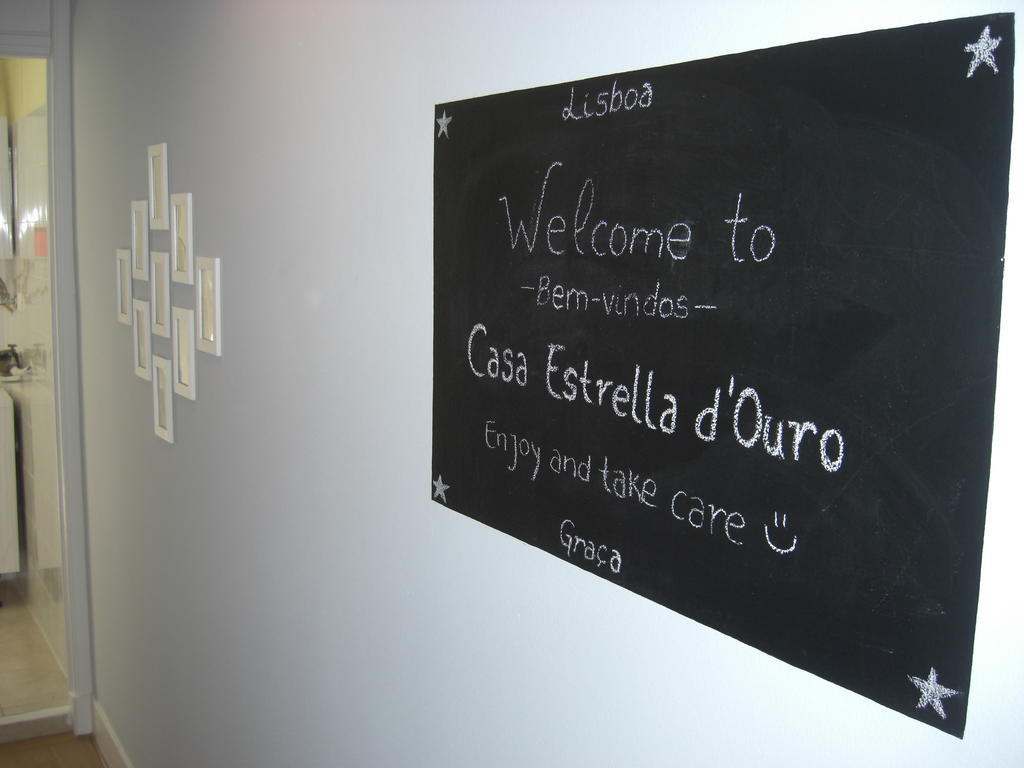 Lisboa
Welcome to
-Bem-vindos-
Casa Estrella d'Ouro
Enjoy and take care
Graça